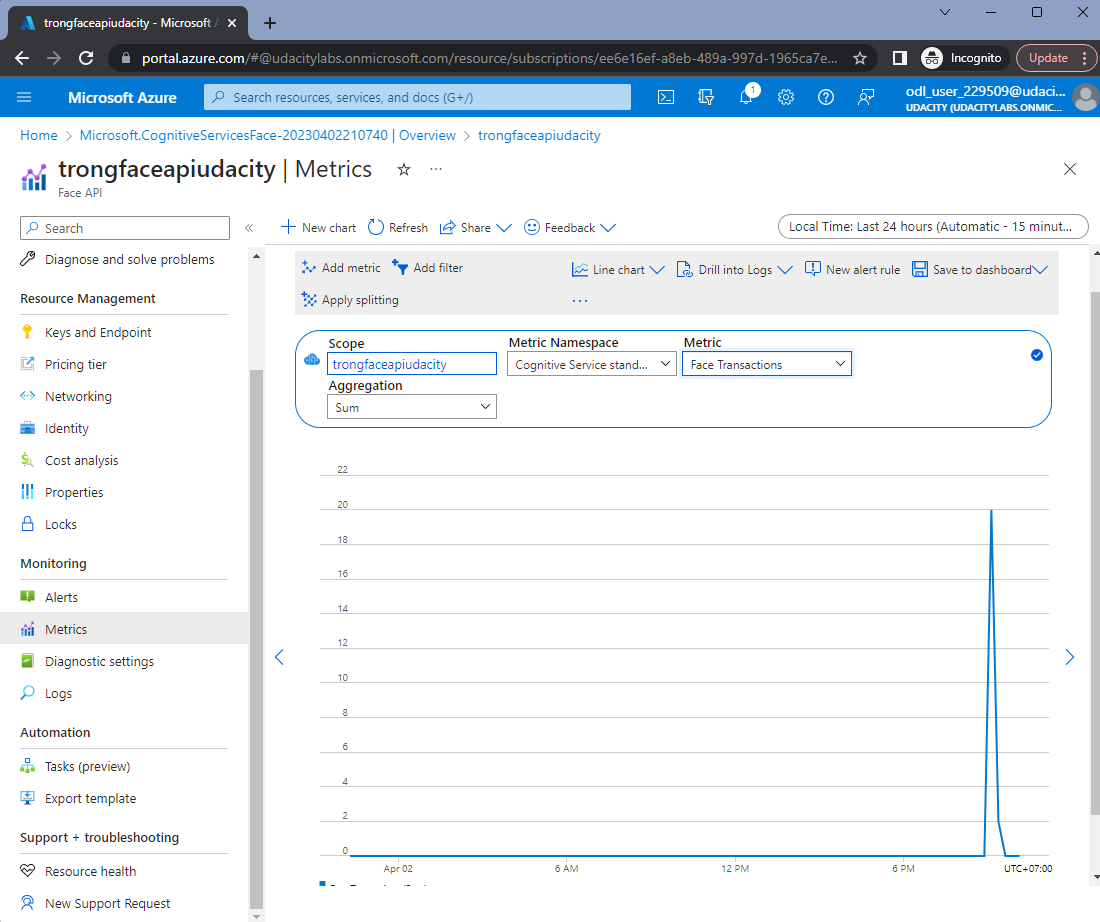 trongfaceapiudacity - Microsoft A
portal.azure.com/#@udacitylabs.onmicrosoft.com/resource/subscriptions/ee6e16ef-a8eb-489a-997d-1965ca7e...
Incognito
Update
Microsoft Azure
Search resources, services, and docs (G+/)
1
odl_user_229509@udaci...
UDACITY (UDACITYLABS.ONMIC...
Home > Microsoft.CognitiveServicesFace-20230402210740 | Overview > trongfaceapiudacity
trongfaceapiudacity | Metrics
Face API
Search
Diagnose and solve problems
Resource Management
Keys and Endpoint
Pricing tier
Networking
Identity
Cost analysis
Properties
Locks
Monitoring
Alerts
Metrics
Diagnostic settings
Logs
Automation
Tasks (preview)
Export template
Support + troubleshooting
Resource health
New Support Request
New chart
Refresh
Share
Feedback
Local Time: Last 24 hours (Automatic - 15 minut...
Add metric
Add filter
Line chart
Drill into Logs
New alert rule
Save to dashboard
Apply splitting
...
Scope
trongfaceapiudacity
Metric Namespace
Cognitive Service stand...
Metric
Face Transactions
Aggregation
Sum
22
20
18
16
14
12
10
8
6
4
2
0
Apr 02
6 AM
12 PM
6 PM
UTC+07:00